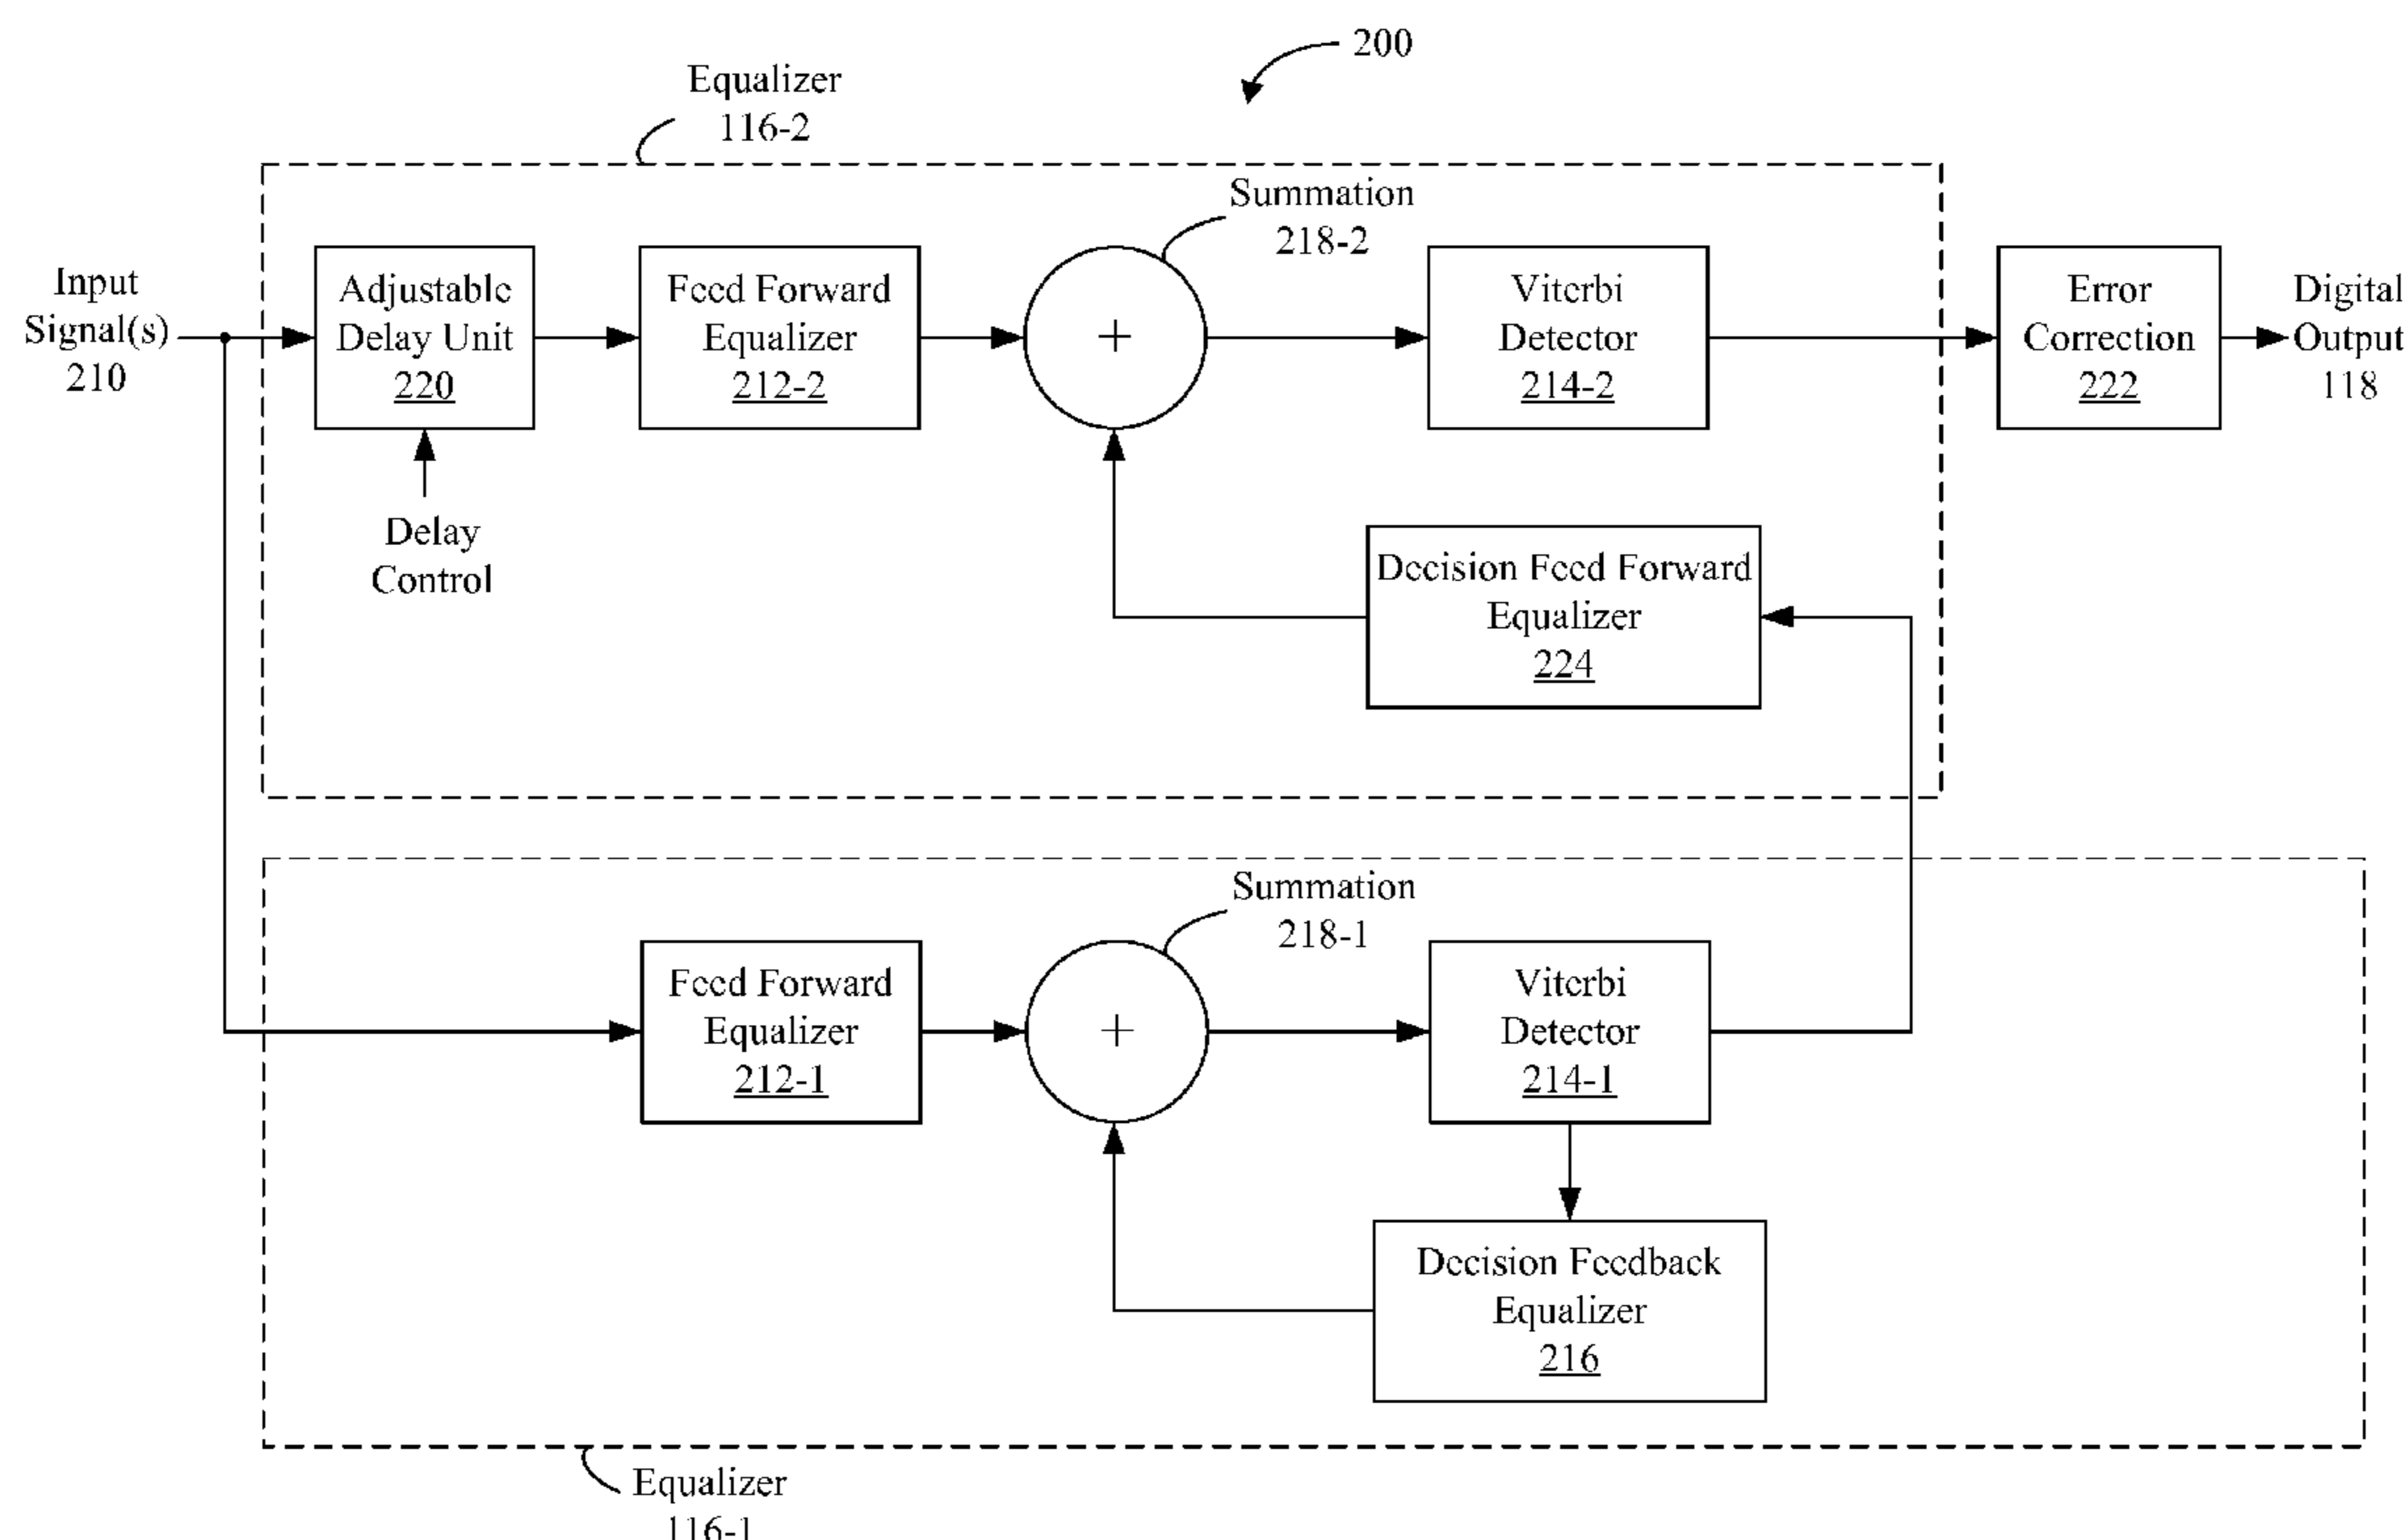 200
Equalizer
116-2
Summation
218-2
Input
Signal(s)
210
Adjustable
Delay Unit
220
Feed Forward
Equalizer
212-2
+
Viterbi
Detector
214-2
Error
Correction
222
Digital
Output
118
Delay
Control
Decision Feed Forward
Equalizer
224
Summation
218-1
Feed Forward
Equalizer
212-1
+
Viterbi
Detector
214-1
Decision Feedback
Equalizer
216
Equalizer
116-1